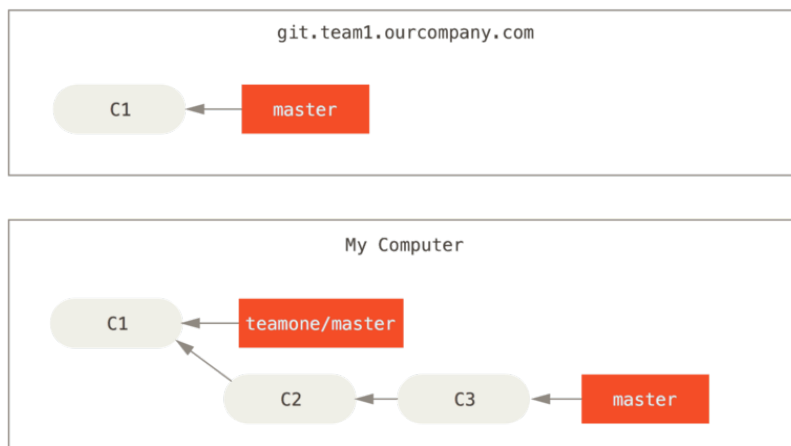 git.team1.ourcompany.com
C1
master
My Computer
C1
teamone/master
C2
C3
master